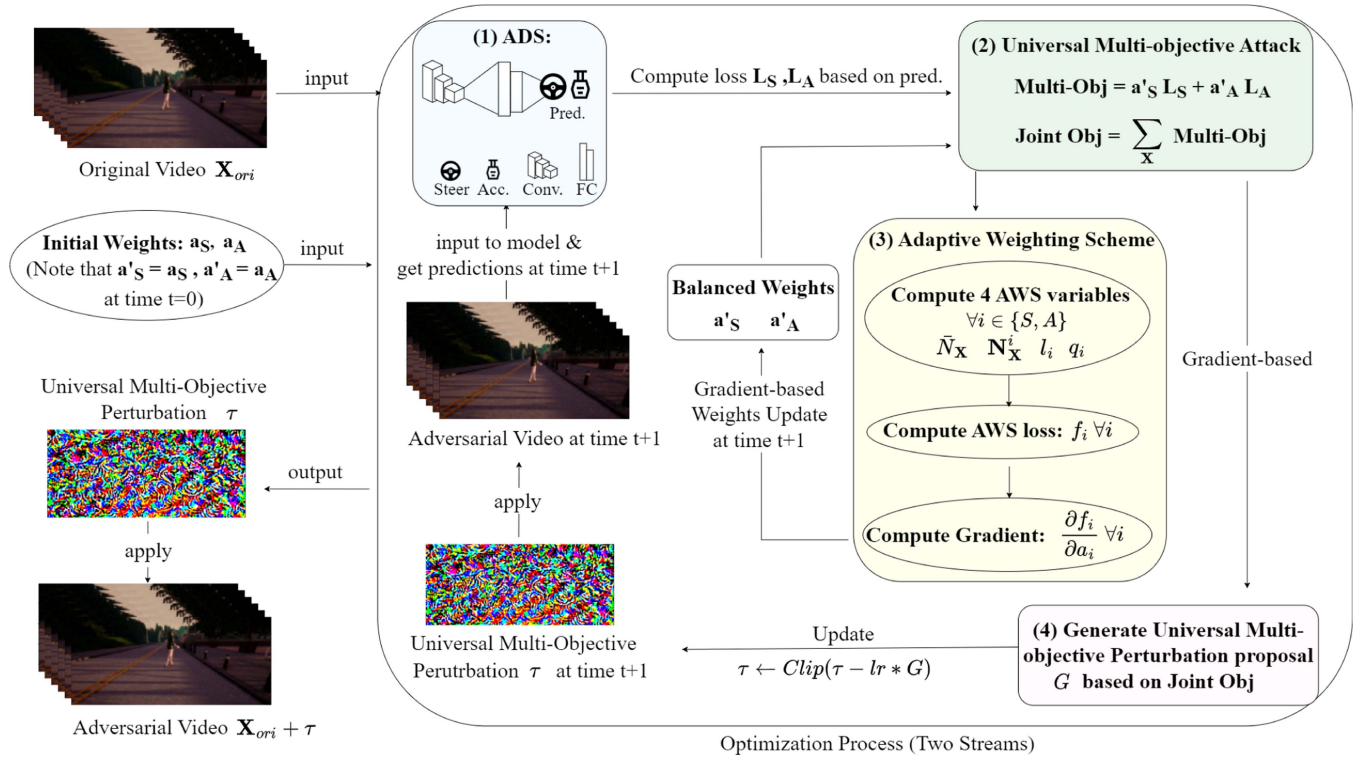 Original Video X_ori
input
Initial Weights: a_S, a_A
(Note that a'_S = a_S , a'_A = a_A
at time t=0)
input
Universal Multi-Objective
Perturbation τ
output
apply
Adversarial Video X_ori + τ
(1) ADS:
Pred.
Steer Acc. Conv. FC
input to model &
get predictions at time t+1
Adversarial Video at time t+1
apply
Universal Multi-Objective
Perutrbation τ at time t+1
Compute loss L_S ,L_A based on pred.
(2) Universal Multi-objective Attack
Multi-Obj = a'_S L_S + a'_A L_A
Joint Obj = ∑_X Multi-Obj
(3) Adaptive Weighting Scheme
Compute 4 AWS variables
∀i ∈ {S, A}
N̄_X N^i_X l_i q_i
Compute AWS loss: f_i ∀i
Compute Gradient: ∂f_i/∂a_i ∀i
Balanced Weights
a'_S a'_A
Gradient-based
Weights Update
at time t+1
Gradient-based
(4) Generate Universal Multi-
objective Perturbation proposal
G based on Joint Obj
Update
τ ← Clip(τ − lr * G)
Optimization Process (Two Streams)